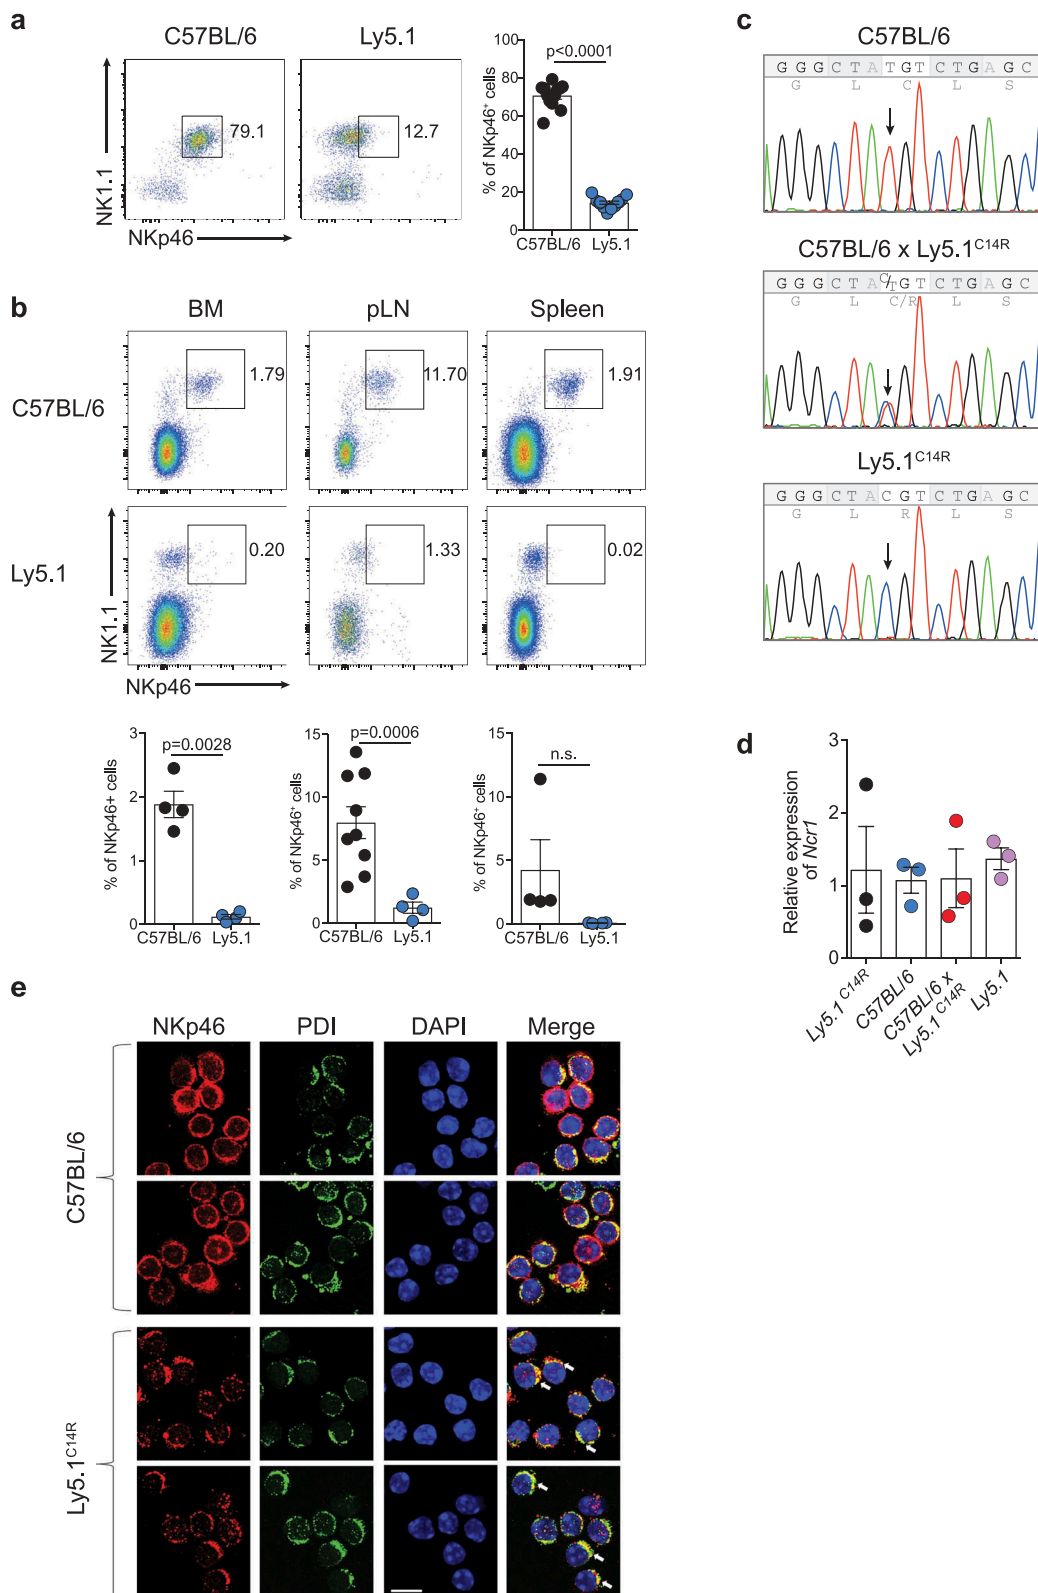 a
C57BL/6
Ly5.1
79.1
12.7
NK1.1
NKp46
% of NKp46⁺ cells
100
80
60
40
20
0
p<0.0001
C57BL/6 Ly5.1
b
BM pLN Spleen
C57BL/6
1.79
11.70
1.91
Ly5.1
0.20
1.33
0.02
NK1.1
NKp46
% of NKp46+ cells
3
2
1
0
p=0.0028
C57BL/6 Ly5.1
% of NKp46⁺ cells
15
10
5
0
p=0.0006
C57BL/6 Ly5.1
% of NKp46⁺ cells
15
10
5
0
n.s.
C57BL/6 Ly5.1
c
C57BL/6
G G G C T A T G T C T G A G C
G L C L S
C57BL/6 x Ly5.1ᶜ¹⁴ᴿ
G G G C T A C/T G T C T G A G C
G L C/R L S
Ly5.1ᶜ¹⁴ᴿ
G G G C T A C G T C T G A G C
G L R L S
d
Relative expression
of Ncr1
3
2
1
0
Ly5.1ᶜ¹⁴ᴿ
C57BL/6
C57BL/6 x
Ly5.1ᶜ¹⁴ᴿ
Ly5.1
e
NKp46 PDI DAPI Merge
C57BL/6
Ly5.1ᶜ¹⁴ᴿ